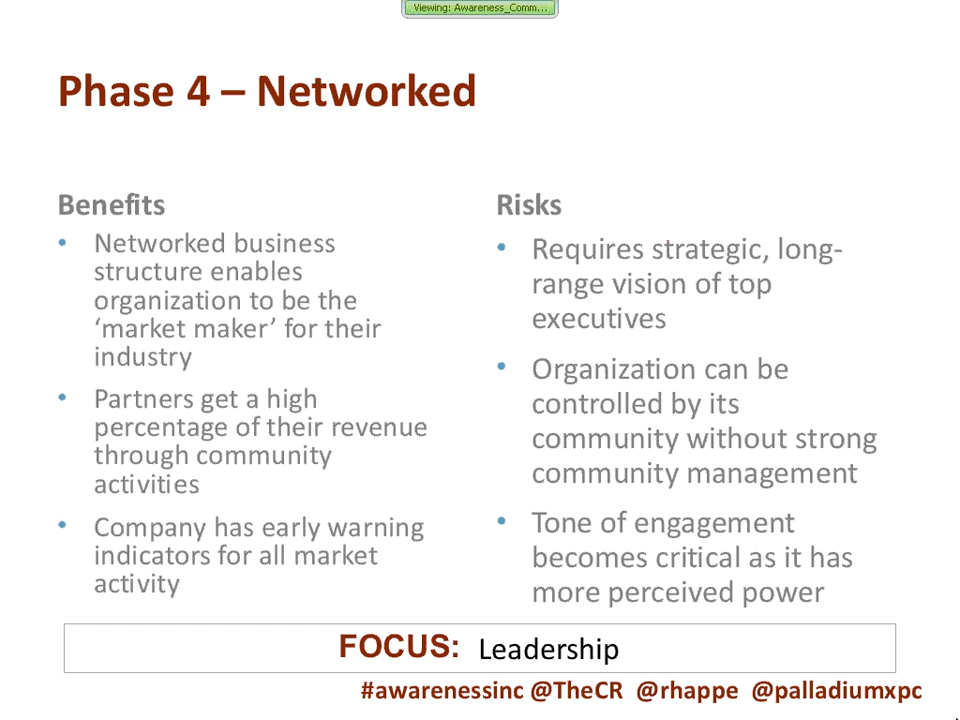 Viewing: Awareness_Comm...
Phase 4 – Networked
Benefits
• Networked business
structure enables
organization to be the
‘market maker’ for their
industry
• Partners get a high
percentage of their revenue
through community
activities
• Company has early warning
indicators for all market
activity
Risks
• Requires strategic, long-
range vision of top
executives
• Organization can be
controlled by its
community without strong
community management
• Tone of engagement
becomes critical as it has
more perceived power
FOCUS: Leadership
#awarenessinc @TheCR @rhappe @palladiumxpc